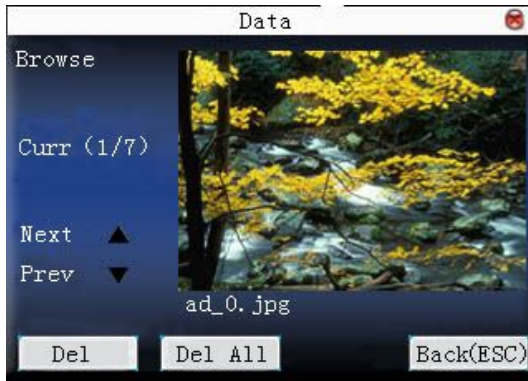 Data
Browse
Curr (1/7)
Next ▲
Prev ▼
ad_0.jpg
Del
Del All
Back(ESC)